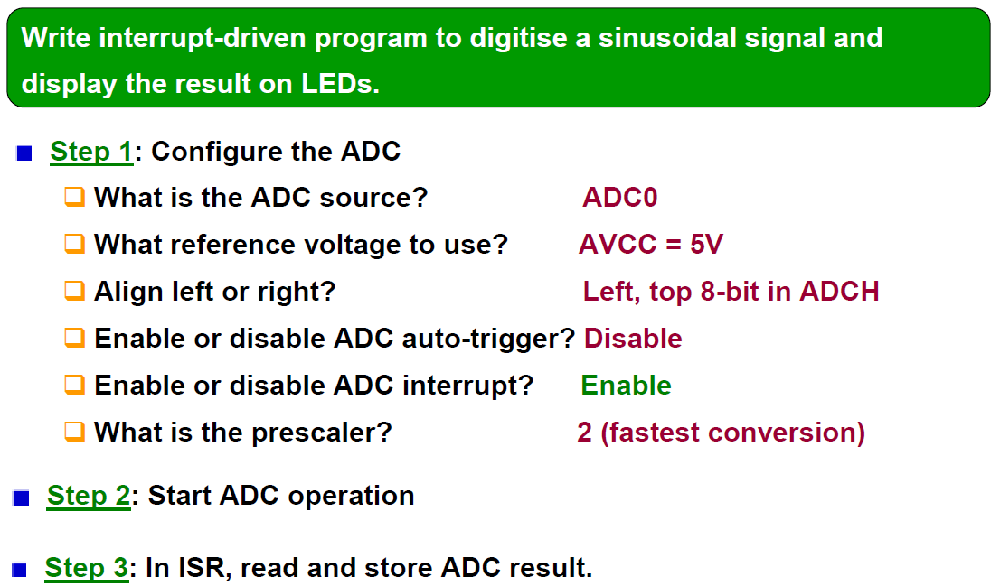 Write interrupt-driven program to digitise a sinusoidal signal and
display the result on LEDs.
Step 1: Configure the ADC
What is the ADC source? ADC0
What reference voltage to use? AVCC = 5V
Align left or right? Left, top 8-bit in ADCH
Enable or disable ADC auto-trigger? Disable
Enable or disable ADC interrupt? Enable
What is the prescaler? 2 (fastest conversion)
Step 2: Start ADC operation
Step 3: In ISR, read and store ADC result.